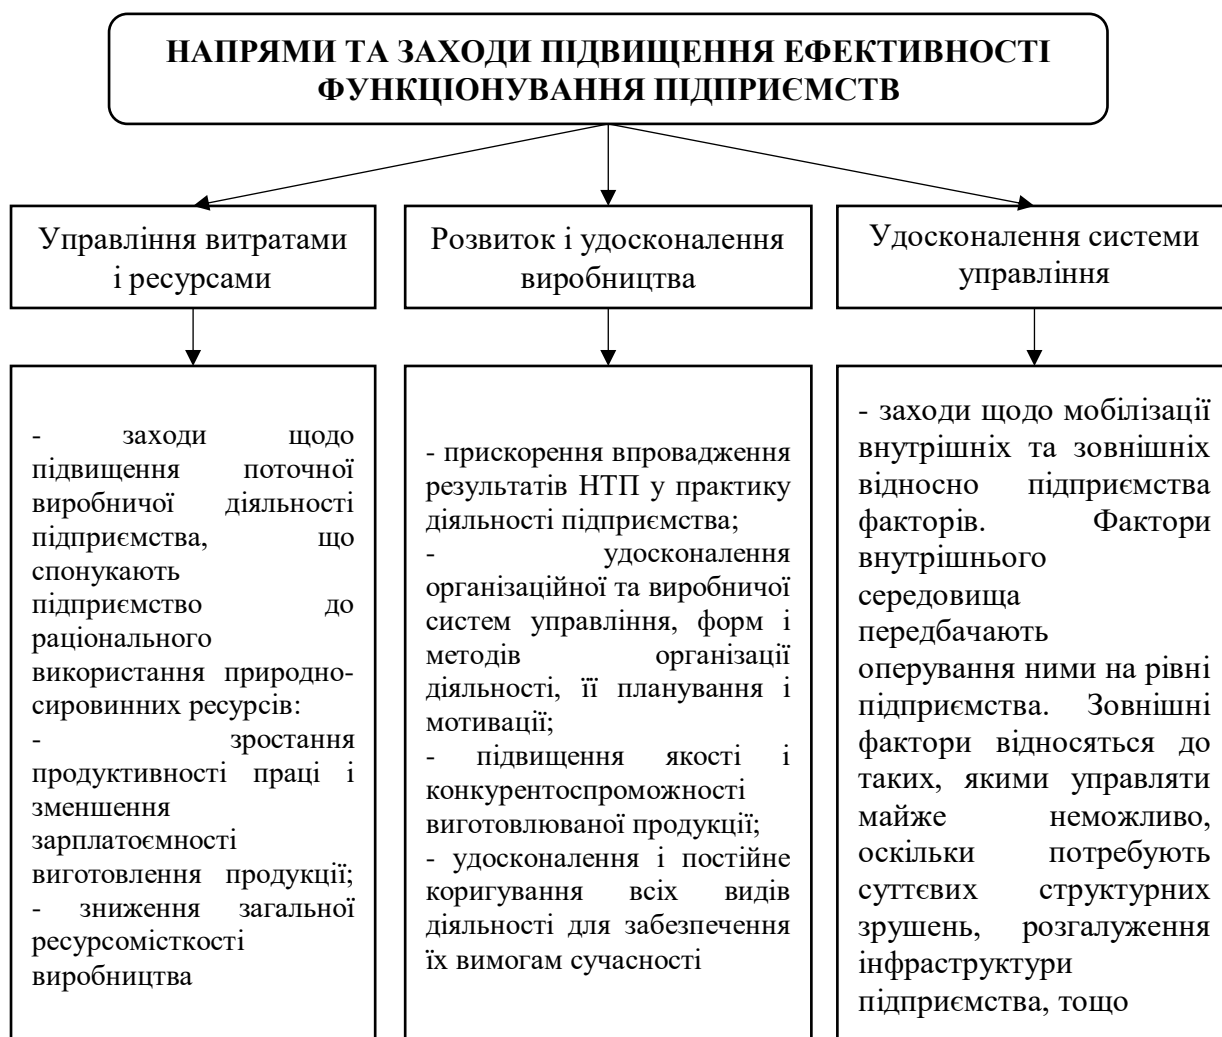 НАПРЯМИ ТА ЗАХОДИ ПІДВИЩЕННЯ ЕФЕКТИВНОСТІ
ФУНКЦІОНУВАННЯ ПІДПРИЄМСТВ
Управління витратами
і ресурсами
Розвиток і удосконалення
виробництва
Удосконалення системи
управління
- заходи щодо
підвищення поточної
виробничої діяльності
підприємства, що
спонукають
підприємство до
раціонального
використання природно-
сировинних ресурсів:
- зростання
продуктивності праці і
зменшення
зарплатоємності
виготовлення продукції;
- зниження загальної
ресурсомісткості
виробництва
- прискорення впровадження
результатів НТП у практику
діяльності підприємства;
- удосконалення
організаційної та виробничої
систем управління, форм і
методів організації
діяльності, її планування і
мотивації;
- підвищення якості і
конкурентоспроможності
виготовлюваної продукції;
- удосконалення і постійне
коригування всіх видів
діяльності для забезпечення
їх вимогам сучасності
- заходи щодо мобілізації
внутрішніх та зовнішніх
відносно підприємства
факторів. Фактори
внутрішнього
середовища
передбачають
оперування ними на рівні
підприємства. Зовнішні
фактори відносяться до
таких, якими управляти
майже неможливо,
оскільки потребують
суттєвих структурних
зрушень, розгалуження
інфраструктури
підприємства, тощо